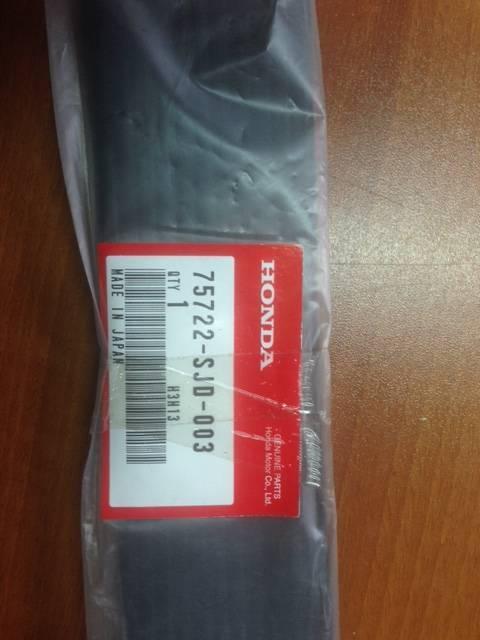 HONDA
GENUINE PARTS
Honda Motor Co., Ltd.
75722-SJD-003
QTY 1
H3H13
MADE IN JAPAN